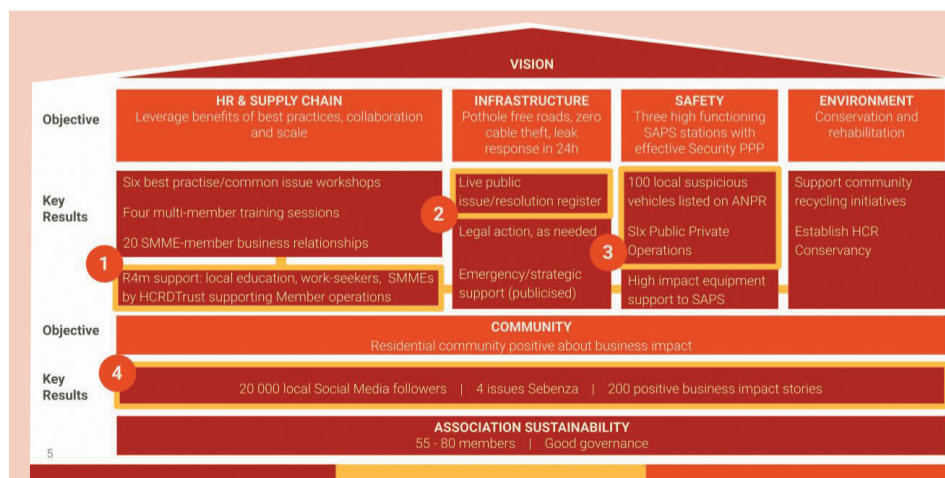 VISION
Objective
HR & SUPPLY CHAIN
Leverage benefits of best practices, collaboration
and scale
INFRASTRUCTURE
Pothole free roads, zero
cable theft, leak
response in 24h
SAFETY
Three high functioning
SAPS stations with
effective Security PPP
ENVIRONMENT
Conservation and
rehabilitation
Key
Results
Six best practise/common issue workshops
Four multi-member training sessions
20 SMME-member business relationships
1
R4m support: local education, work-seekers, SMMEs
by HCRDTrust supporting Member operations
2
Live public
issue/resolution register
Legal action, as needed
Emergency/strategic
support (publicised)
3
100 local suspicious
vehicles listed on ANPR
SIx Public Private
Operations
High impact equipment
support to SAPS
Support community
recycling initiatives
Establish HCR
Conservancy
Objective
COMMUNITY
Residential community positive about business impact
Key
Results
4
20 000 local Social Media followers | 4 issues Sebenza | 200 positive business impact stories
ASSOCIATION SUSTAINABILITY
55 - 80 members | Good governance
5